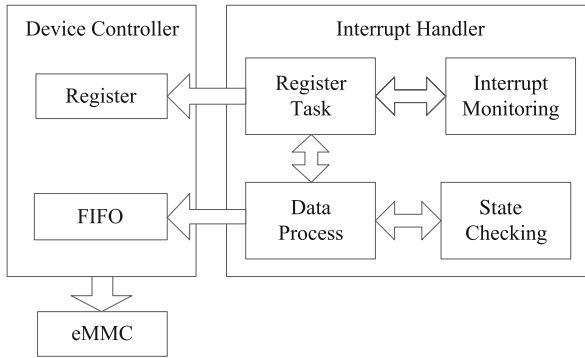 Device Controller
Interrupt Handler
Register
Register
Task
Interrupt
Monitoring
FIFO
Data
Process
State
Checking
eMMC